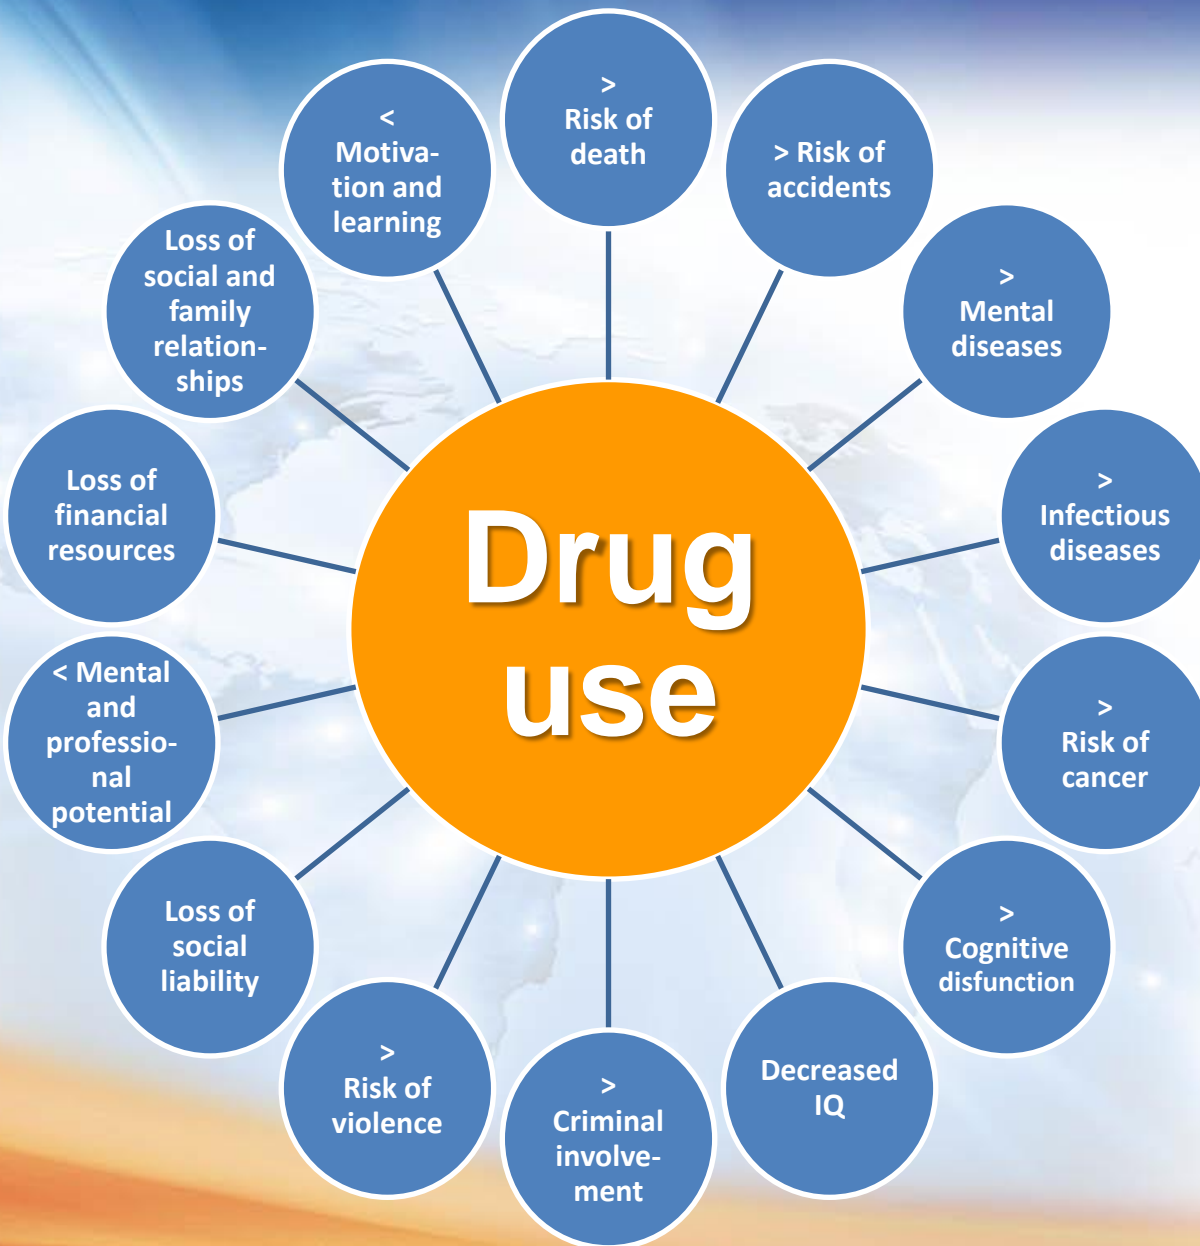 Drug
use
>
Risk of
death
> Risk of
accidents
>
Mental
diseases
>
Infectious
diseases
>
Risk of
cancer
>
Cognitive
disfunction
Decreased
IQ
>
Criminal
involve-
ment
>
Risk of
violence
Loss of
social
liability
< Mental
and
professio-
nal
potential
Loss of
financial
resources
Loss of
social and
family
relation-
ships
<
Motiva-
tion and
learning